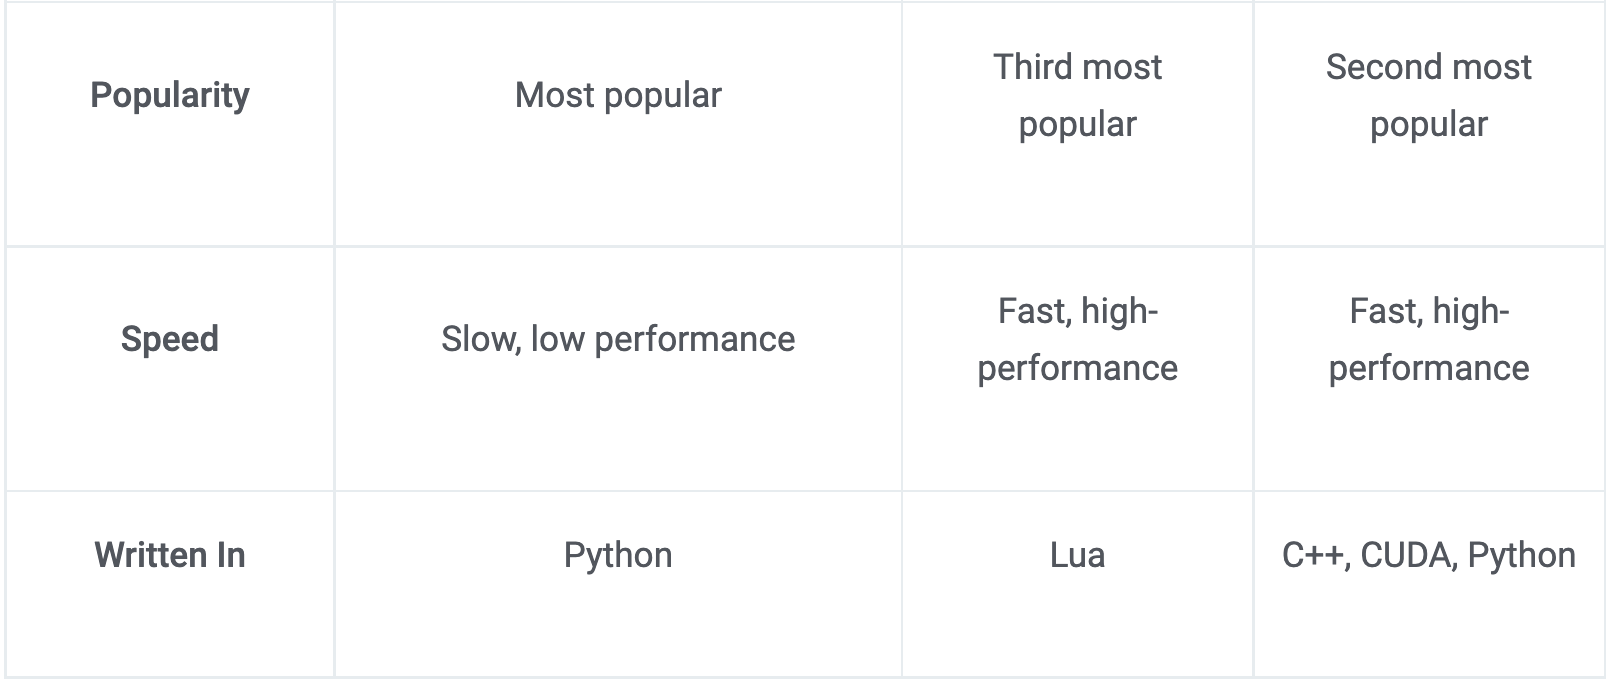 Popularity
Most popular
Third most
popular
Second most
popular
Speed
Slow, low performance
Fast, high-
performance
Fast, high-
performance
Written In
Python
Lua
C++, CUDA, Python